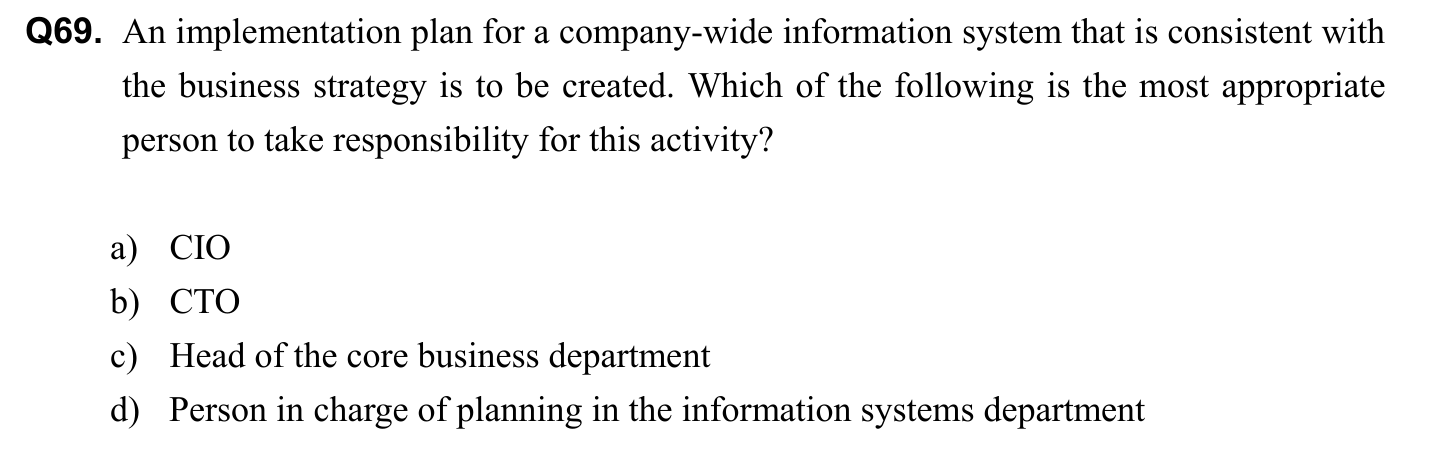 Q69. An implementation plan for a company-wide information system that is consistent with
the business strategy is to be created. Which of the following is the most appropriate
person to take responsibility for this activity?
a) CIO
b) CTO
c) Head of the core business department
d) Person in charge of planning in the information systems department